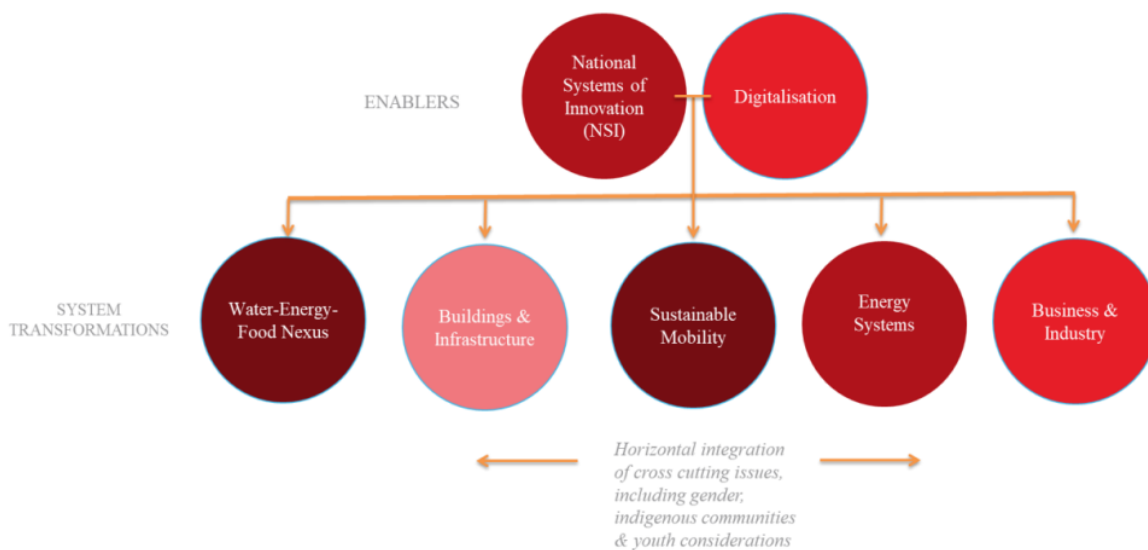 National
Systems of
Innovation
(NSI)
ENABLERS
Digitalisation
SYSTEM
TRANSFORMATIONS
Water-Energy-
Food Nexus
Buildings &
Infrastructure
Sustainable
Mobility
Energy
Systems
Business &
Industry
Horizontal integration
of cross cutting issues,
including gender,
indigenous communities
& youth considerations